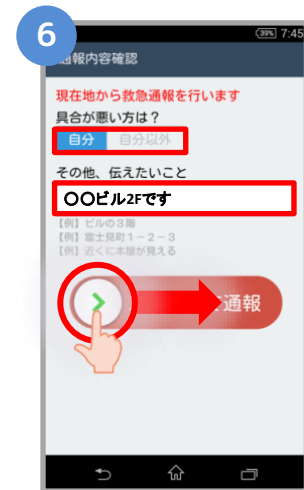 6
39% 7:45
通報内容確認
現在地から救急通報を行います
具合が悪い方は?
自分 自分以外
その他、伝えたいこと
〇〇ビル2Fです
【例】ビルの3階
【例】富士見町1-2-3
【例】近くに本屋が見える
通報